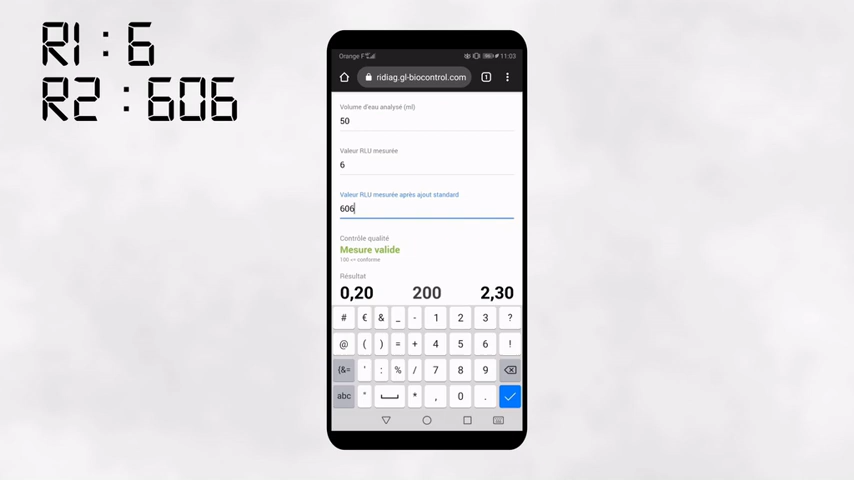 R1 : 6
R2 : 606
Orange F
11:03
ridiag.gl-biocontrol.com
1
Volume d'eau analysé (ml)
50
Valeur RLU mesurée
6
Valeur RLU mesurée après ajout standard
606
Contrôle qualité
Mesure valide
100 => conforme
Résultat
0,20 200 2,30
# € & _ - 1 2 3 ?
@ ( ) = + 4 5 6 !
{&= ' : % / 7 8 9
abc " * , 0 .